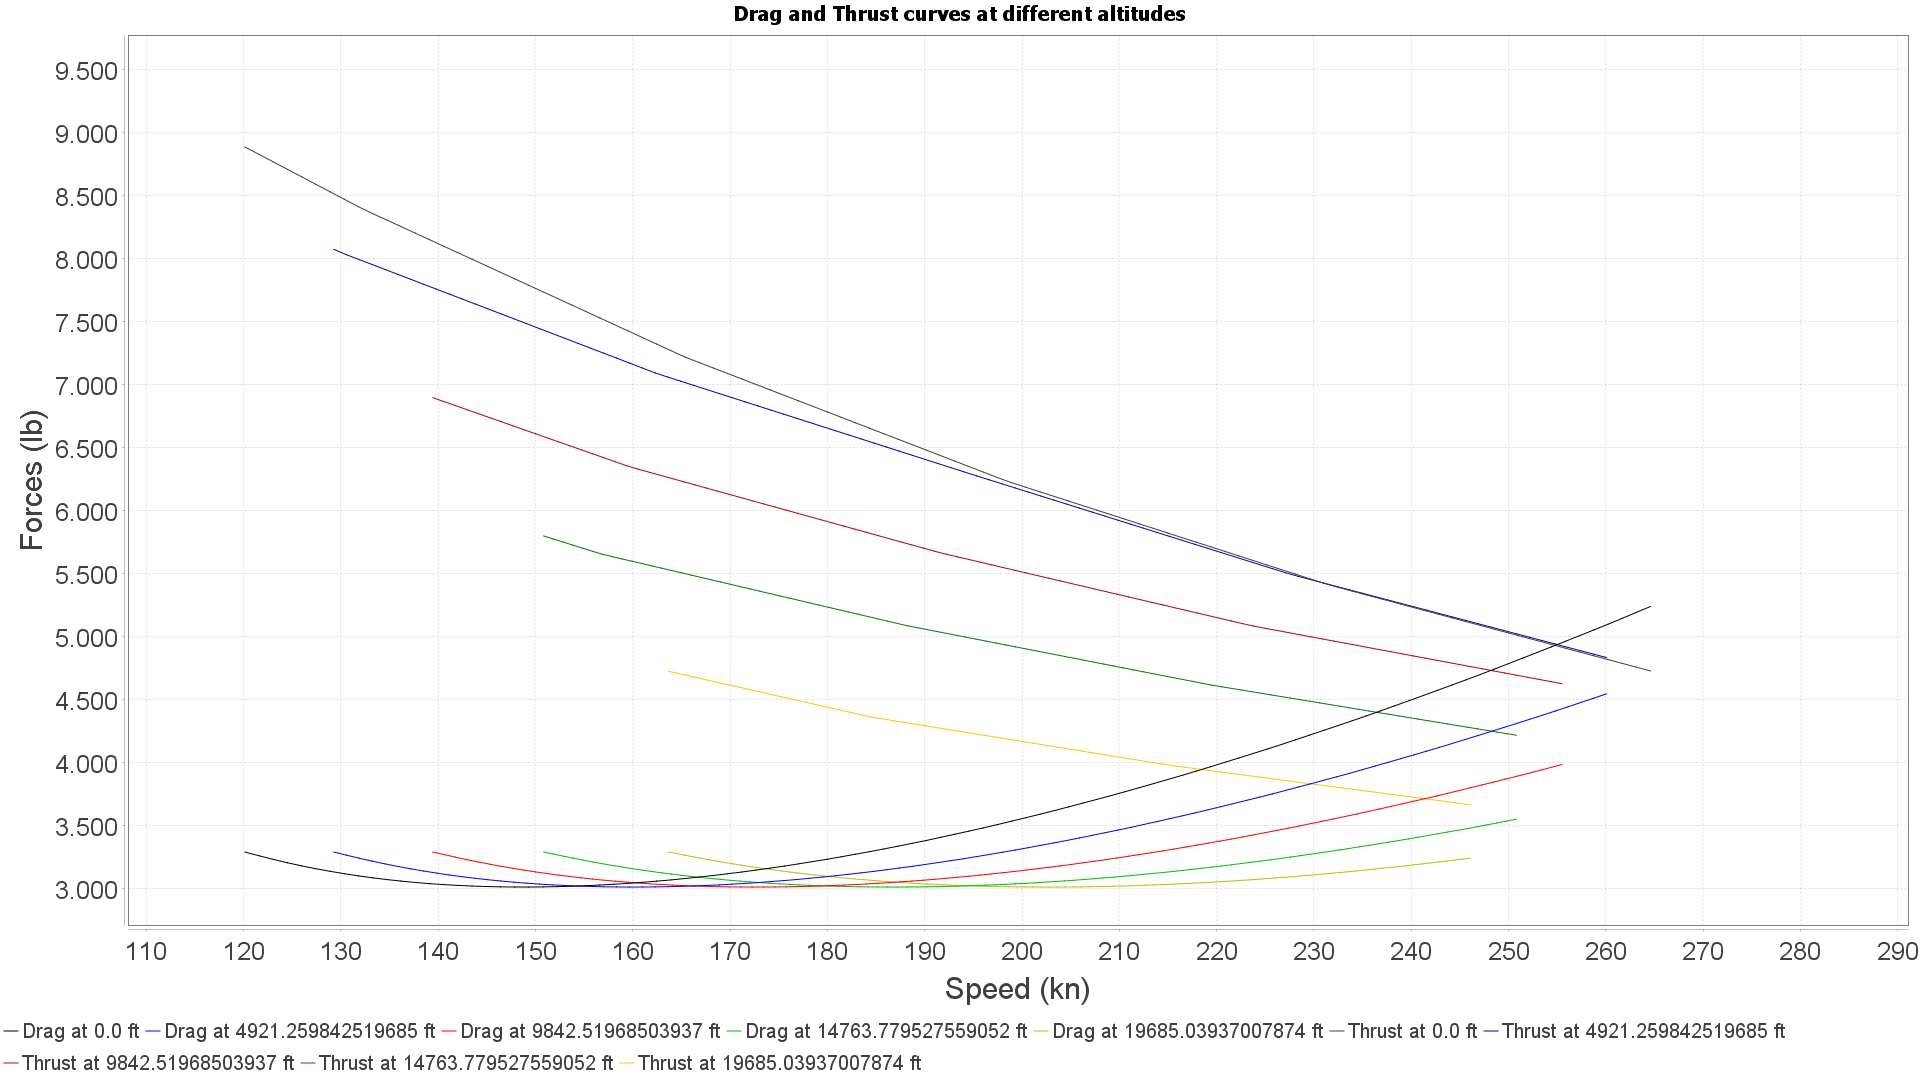 Drag and Thrust curves at different altitudes
9.500
9.000
8.500
8.000
7.500
7.000
6.500
6.000
5.500
5.000
4.500
4.000
3.500
3.000
Forces (lb)
110 120 130 140 150 160 170 180 190 200 210 220 230 240 250 260 270 280 290
Speed (kn)
Drag at 0.0 ft Drag at 4921.259842519685 ft Drag at 9842.51968503937 ft Drag at 14763.779527559052 ft Drag at 19685.03937007874 ft Thrust at 0.0 ft Thrust at 4921.259842519685 ft
Thrust at 9842.51968503937 ft Thrust at 14763.779527559052 ft Thrust at 19685.03937007874 ft